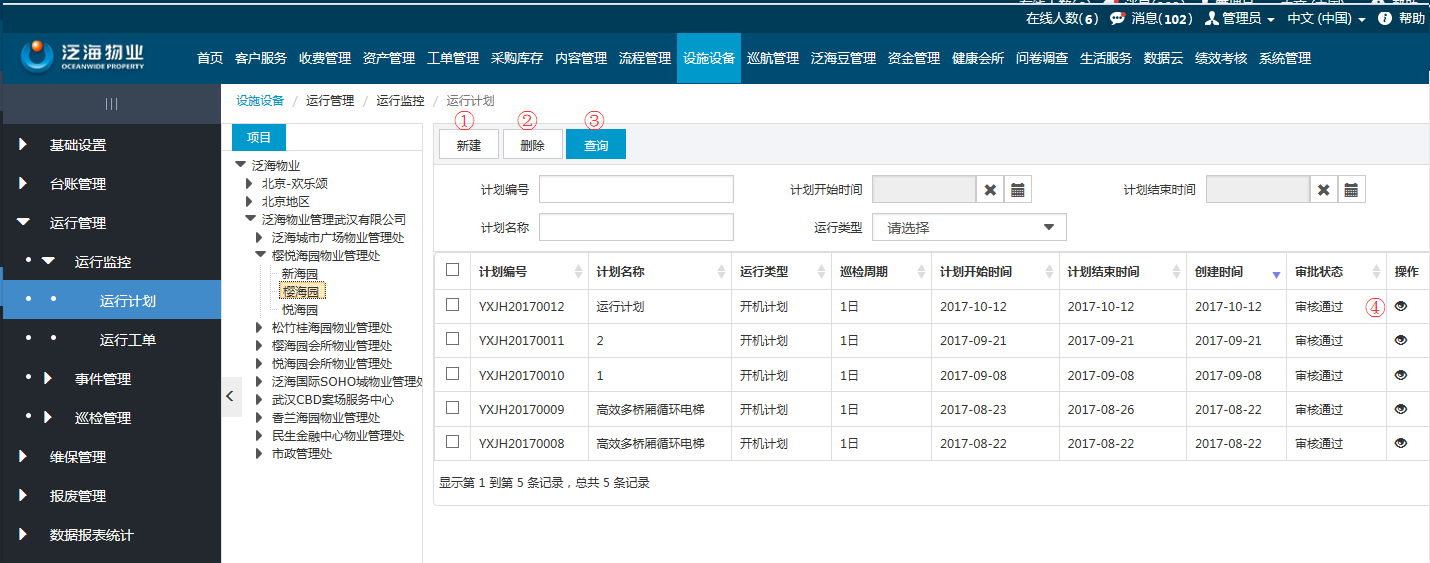 在线人数(6) 消息(102) 管理员 中文 (中国) 帮助
泛海物业
OCEANWIDE PROPERTY
首页 客户服务 收费管理 资产管理 工单管理 采购库存 内容管理 流程管理 设施设备 巡航管理 泛海豆管理 资金管理 健康会所 问卷调查 生活服务 数据云 绩效考核 系统管理
设施设备 / 运行管理 / 运行监控 / 运行计划
基础设置
台账管理
运行管理
运行监控
运行计划
运行工单
事件管理
巡检管理
维保管理
报废管理
数据报表统计
项目
泛海物业
北京-欢乐颂
北京地区
泛海物业管理武汉有限公司
泛海城市广场物业管理处
樱悦海园物业管理处
新海园
樱海园
悦海园
松竹桂海园物业管理处
樱海园会所物业管理处
悦海园会所物业管理处
泛海国际SOHO城物业管理处
武汉CBD案场服务中心
香兰海园物业管理处
民生金融中心物业管理处
市政管理处
① ② ③
新建 删除 查询
计划编号 计划开始时间 计划结束时间
计划名称 运行类型 请选择
计划编号 计划名称 运行类型 巡检周期 计划开始时间 计划结束时间 创建时间 审批状态 操作
YXJH20170012 运行计划 开机计划 1日 2017-10-12 2017-10-12 2017-10-12 审核通过 ④
YXJH20170011 2 开机计划 1日 2017-09-21 2017-09-21 2017-09-21 审核通过
YXJH20170010 1 开机计划 1日 2017-09-08 2017-09-08 2017-09-08 审核通过
YXJH20170009 高效多桥厢循环电梯 开机计划 1日 2017-08-23 2017-08-26 2017-08-22 审核通过
YXJH20170008 高效多桥厢循环电梯 开机计划 1日 2017-08-22 2017-08-22 2017-08-22 审核通过
显示第 1 到第 5 条记录，总共 5 条记录